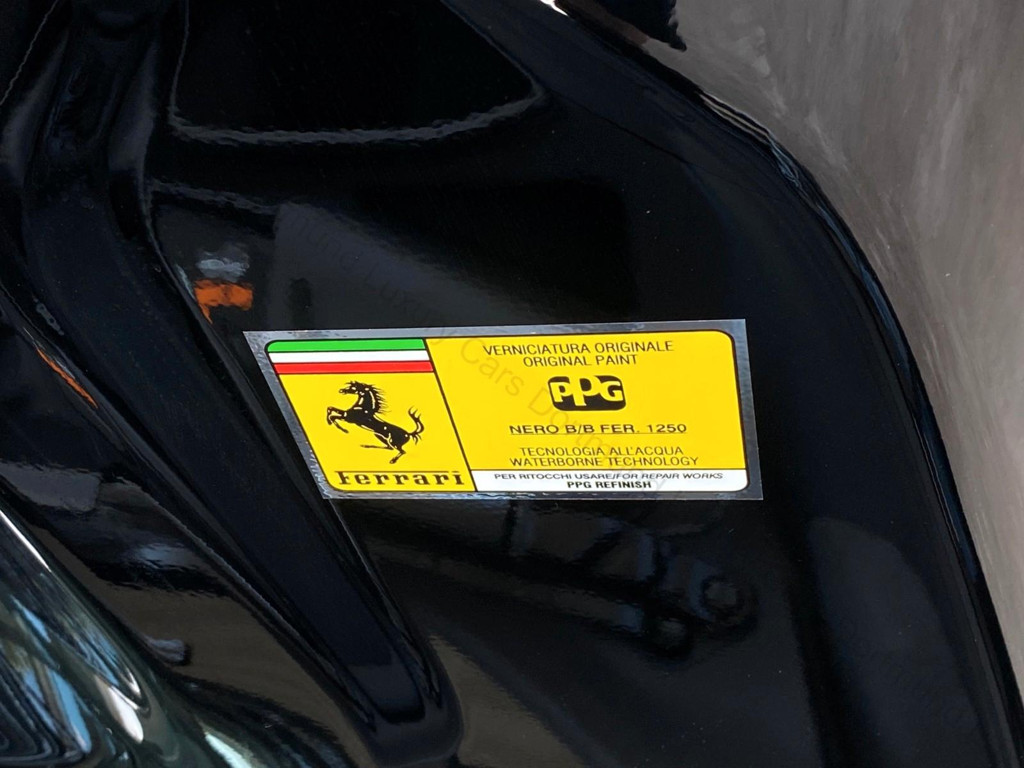 VERNICIATURA ORIGINALE
ORIGINAL PAINT
PPG
NERO B/B FER. 1250
TECNOLOGIA ALL'ACQUA
WATERBORNE TECHNOLOGY
Ferrari
PER RITOCCHI USARE/FOR REPAIR WORKS
PPG REFINISH